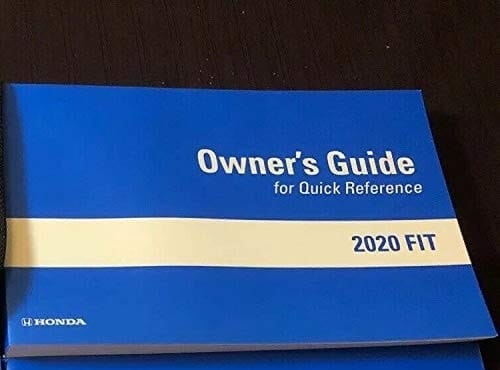 Owner's Guide
for Quick Reference
2020 FIT
HONDA